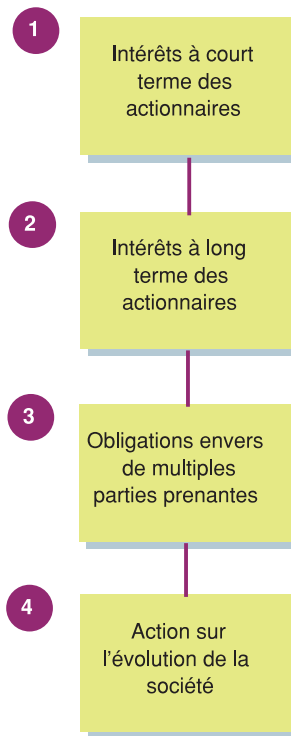 1
Intérêts à court
terme des
actionnaires
2
Intérêts à long
terme des
actionnaires
3
Obligations envers
de multiples
parties prenantes
4
Action sur
l'évolution de la
société